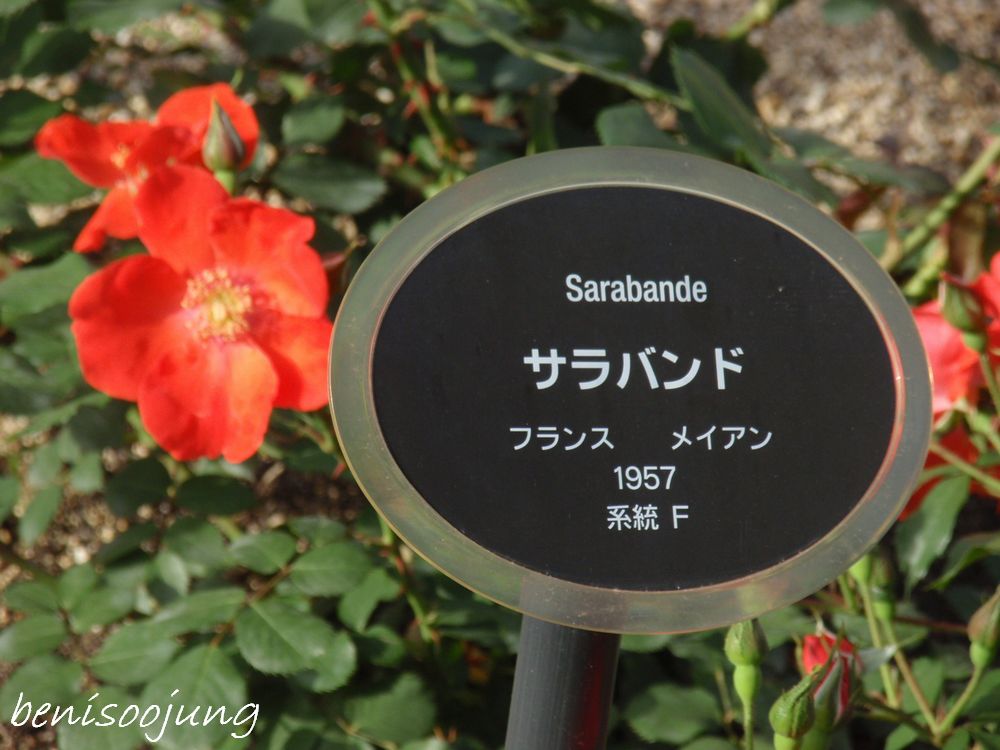 Sarabande
サラバンド
フランス　　メイアン
1957
系統 F
benisoojung